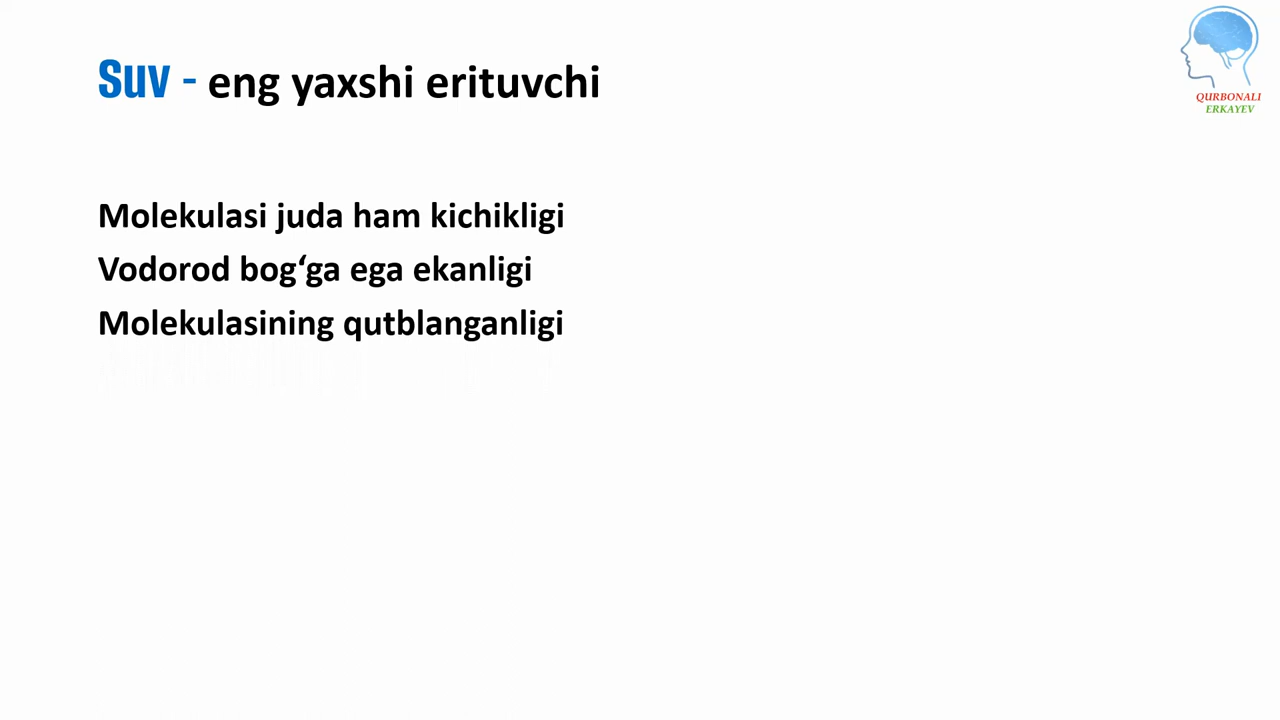 Suv - eng yaxshi erituvchi
QURBONALI
ERKAYEV
Molekulasi juda ham kichikligi
Vodorod bog‘ga ega ekanligi
Molekulasining qutblanganligi